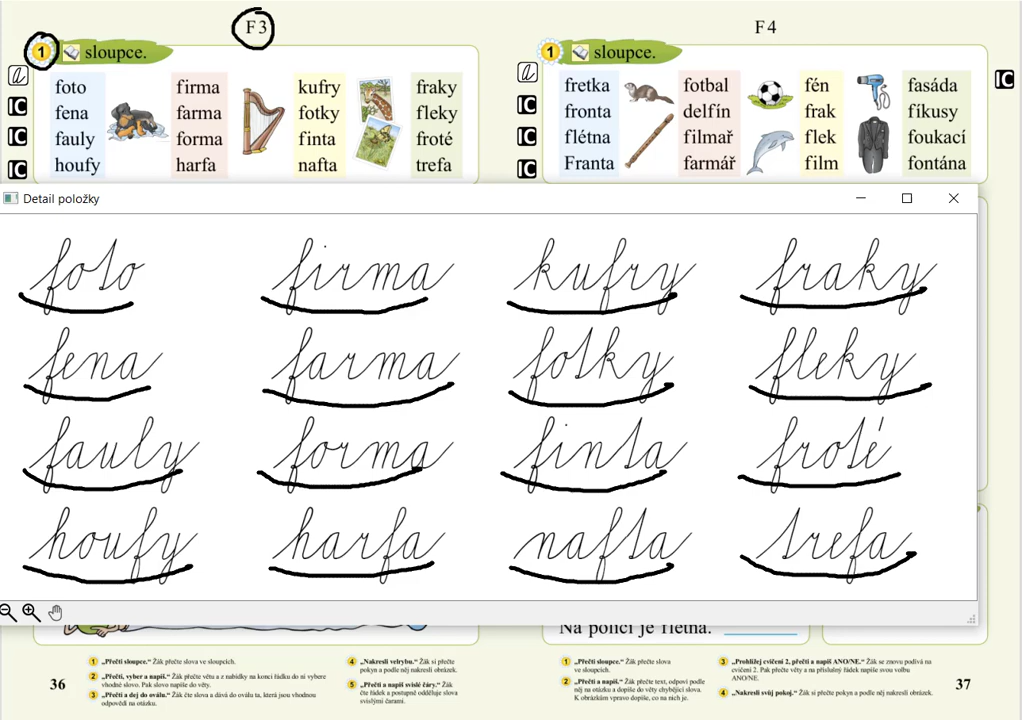 F 3
1 sloupce.
foto firma kufry fraky
fena farma fotky fleky
fauly forma finta froté
houfy harfa nafta trefa
F 4
1 sloupce.
fretka fotbal fén fasáda
fronta delfín frak fíkusy
flétna filmař flek foukací
Franta farmář film fontána
Detail položky
foto firma kufry fraky
fena farma fotky fleky
fauly forma finta froté
houfy harfa nafta trefa
Na polici je flétna.
1 „Přečti sloupce.“ Žák přečte slova ve sloupcích.
2 „Přečti, vyber a napiš.“ Žák přečte větu a z nabídky na konci řádku do ní vybere
vhodné slovo. Pak slovo napíše do věty.
3 „Přečti a dej do oválu.“ Žák čte slova a dává do oválu ta, která jsou vhodnou
odpovědí na otázku.
4 „Nakresli velrybu.“ Žák si přečte
pokyn a podle něj nakreslí obrázek.
5 „Přečti a napiš svislé čáry.“ Žák
čte řádek a postupně odděluje slova
svislými čarami.
36
1 „Přečti sloupce.“ Žák přečte slova
ve sloupcích.
2 „Přečti a napiš.“ Žák přečte text, odpoví podle
něj na otázku a dopíše do věty chybějící slova.
K obrázkům vpravo dopíše, co na nich je.
3 „Prohlížej cvičení 2, přečti a napiš ANO/NE.“ Žák se znovu podívá na
cvičení 2. Pak přečte věty a na příslušný řádek napíše svou volbu
ANO/NE.
4 „Nakresli svůj pokoj.“ Žák si přečte pokyn a podle něj nakreslí obrázek.
37